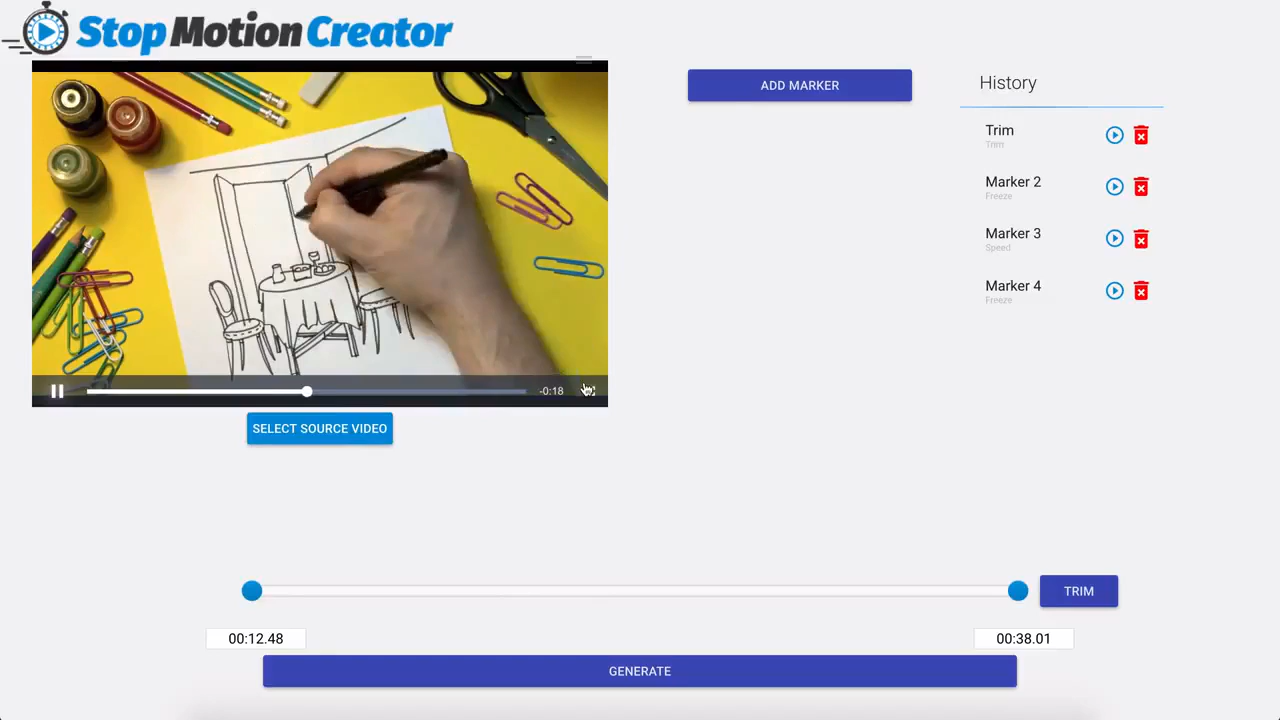 Stop Motion Creator
ADD MARKER
History
Trim
Trim
Marker 2
Freeze
Marker 3
Speed
Marker 4
Freeze
-0:18
SELECT SOURCE VIDEO
TRIM
00:12.48
00:38.01
GENERATE